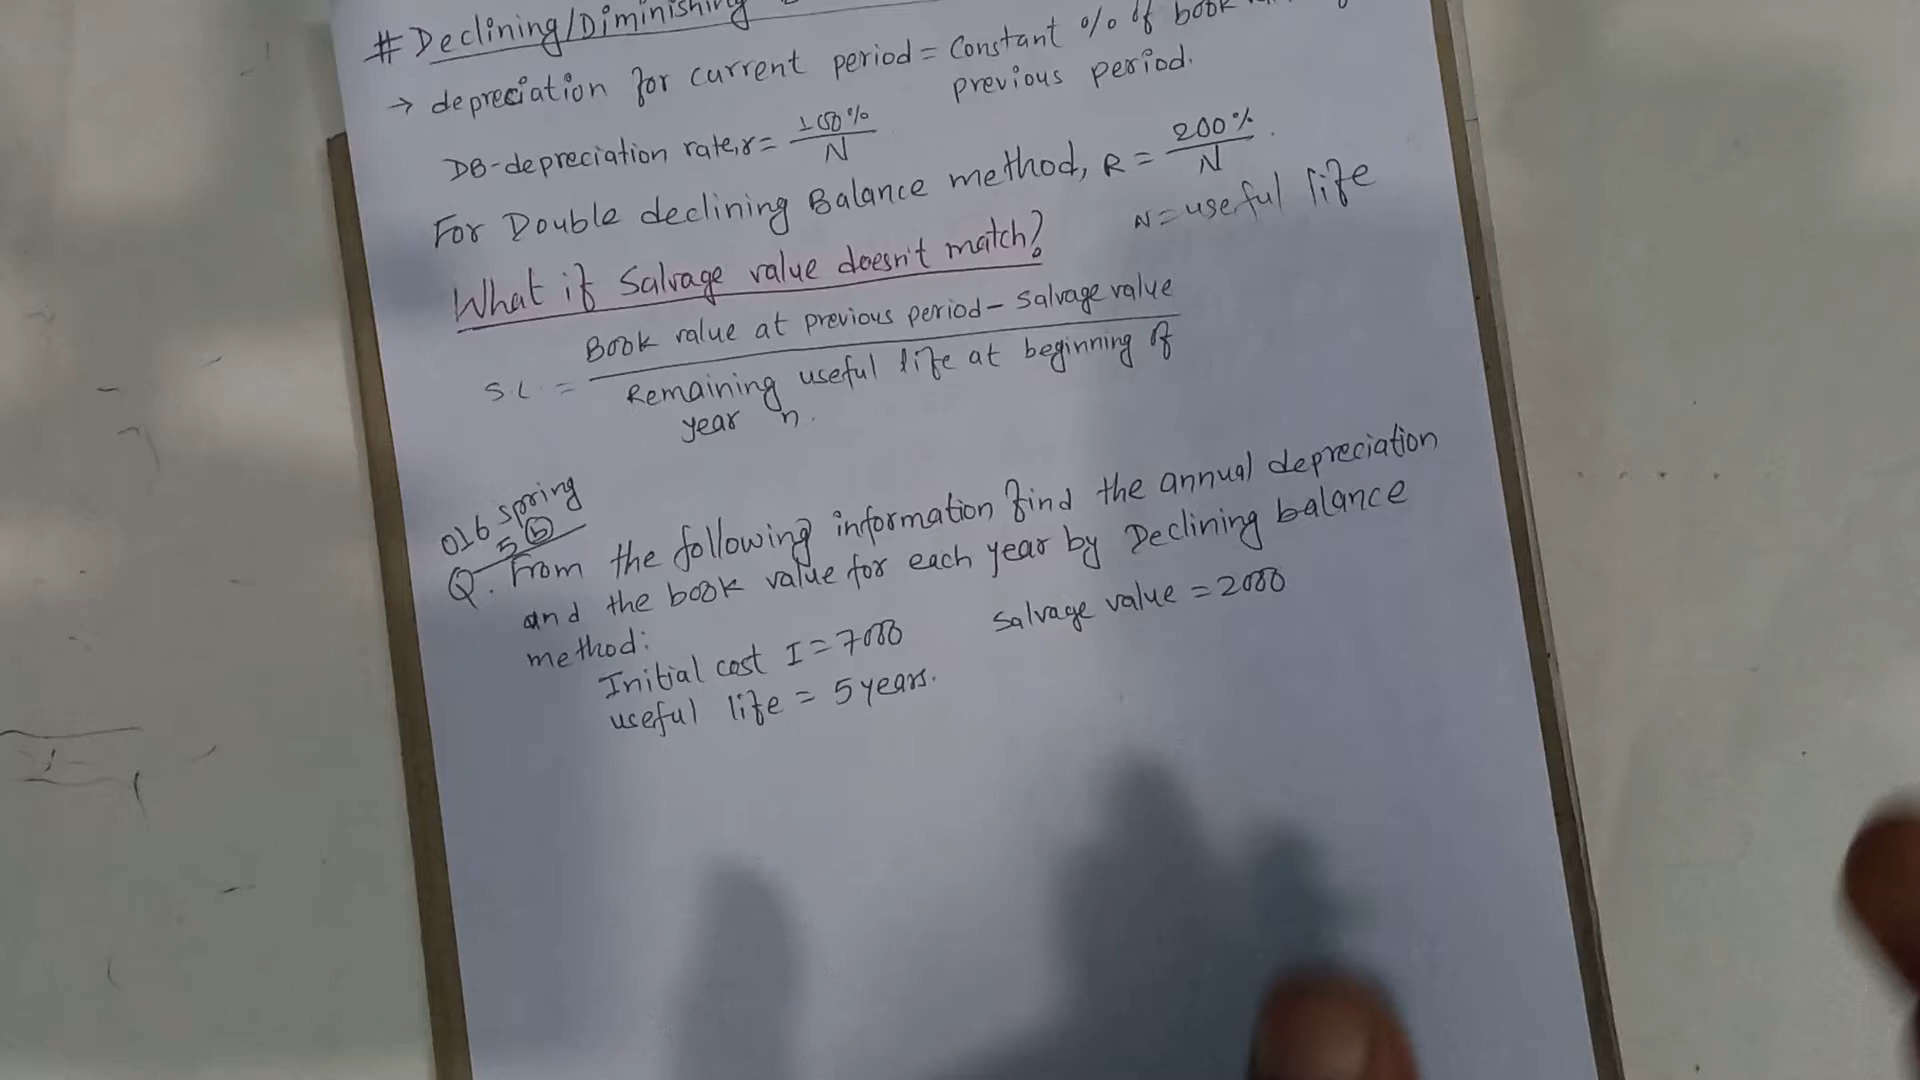 # Declining/Diminishing
→ depreciation for current period = Constant % of book
previous period.
DB-depreciation rate, r = 100% / N
For Double declining Balance method, R = 200% / N .
N = useful life
What if Salvage value doesn't match?
S.L. = Book value at previous period - Salvage value / Remaining useful life at beginning of
year n.
016 spring
5 (b)
Q. From the following information find the annual depreciation
and the book value for each year by Declining balance
method:
Initial cost I = 7000 Salvage value = 2000
useful life = 5 years.